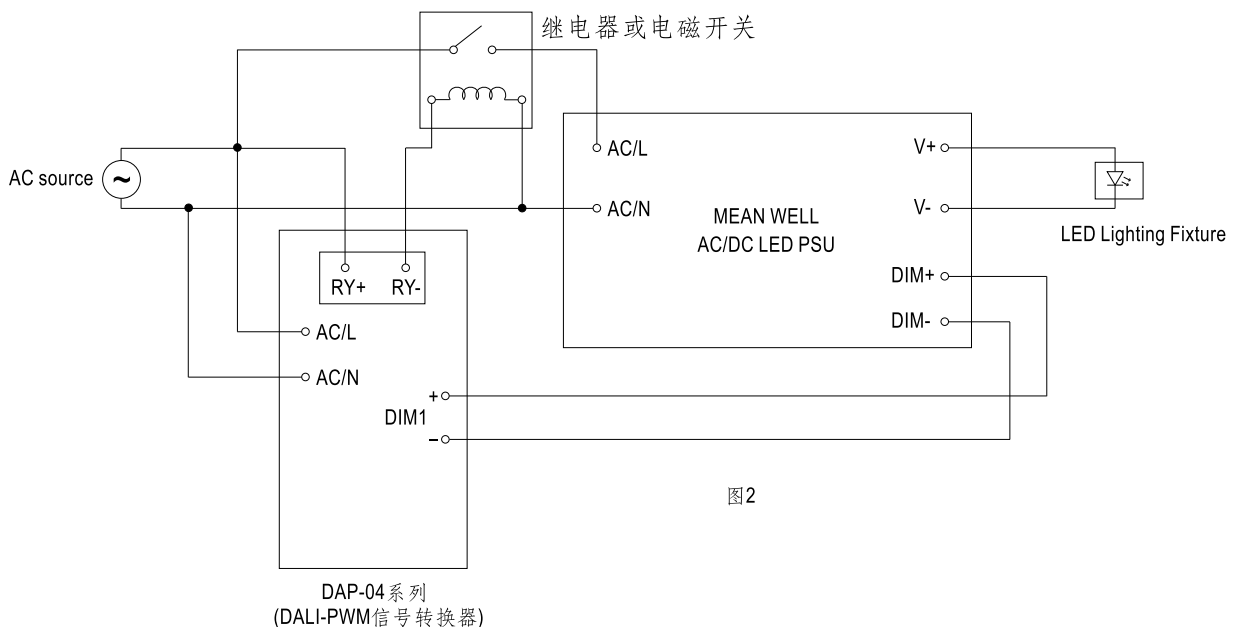 继电器或电磁开关
AC source
~
AC/L
AC/N
V+
V-
MEAN WELL
AC/DC LED PSU
LED Lighting Fixture
DIM+
DIM-
RY+ RY-
AC/L
AC/N
+
DIM1
−
图2
DAP-04系列
(DALI-PWM信号转换器)